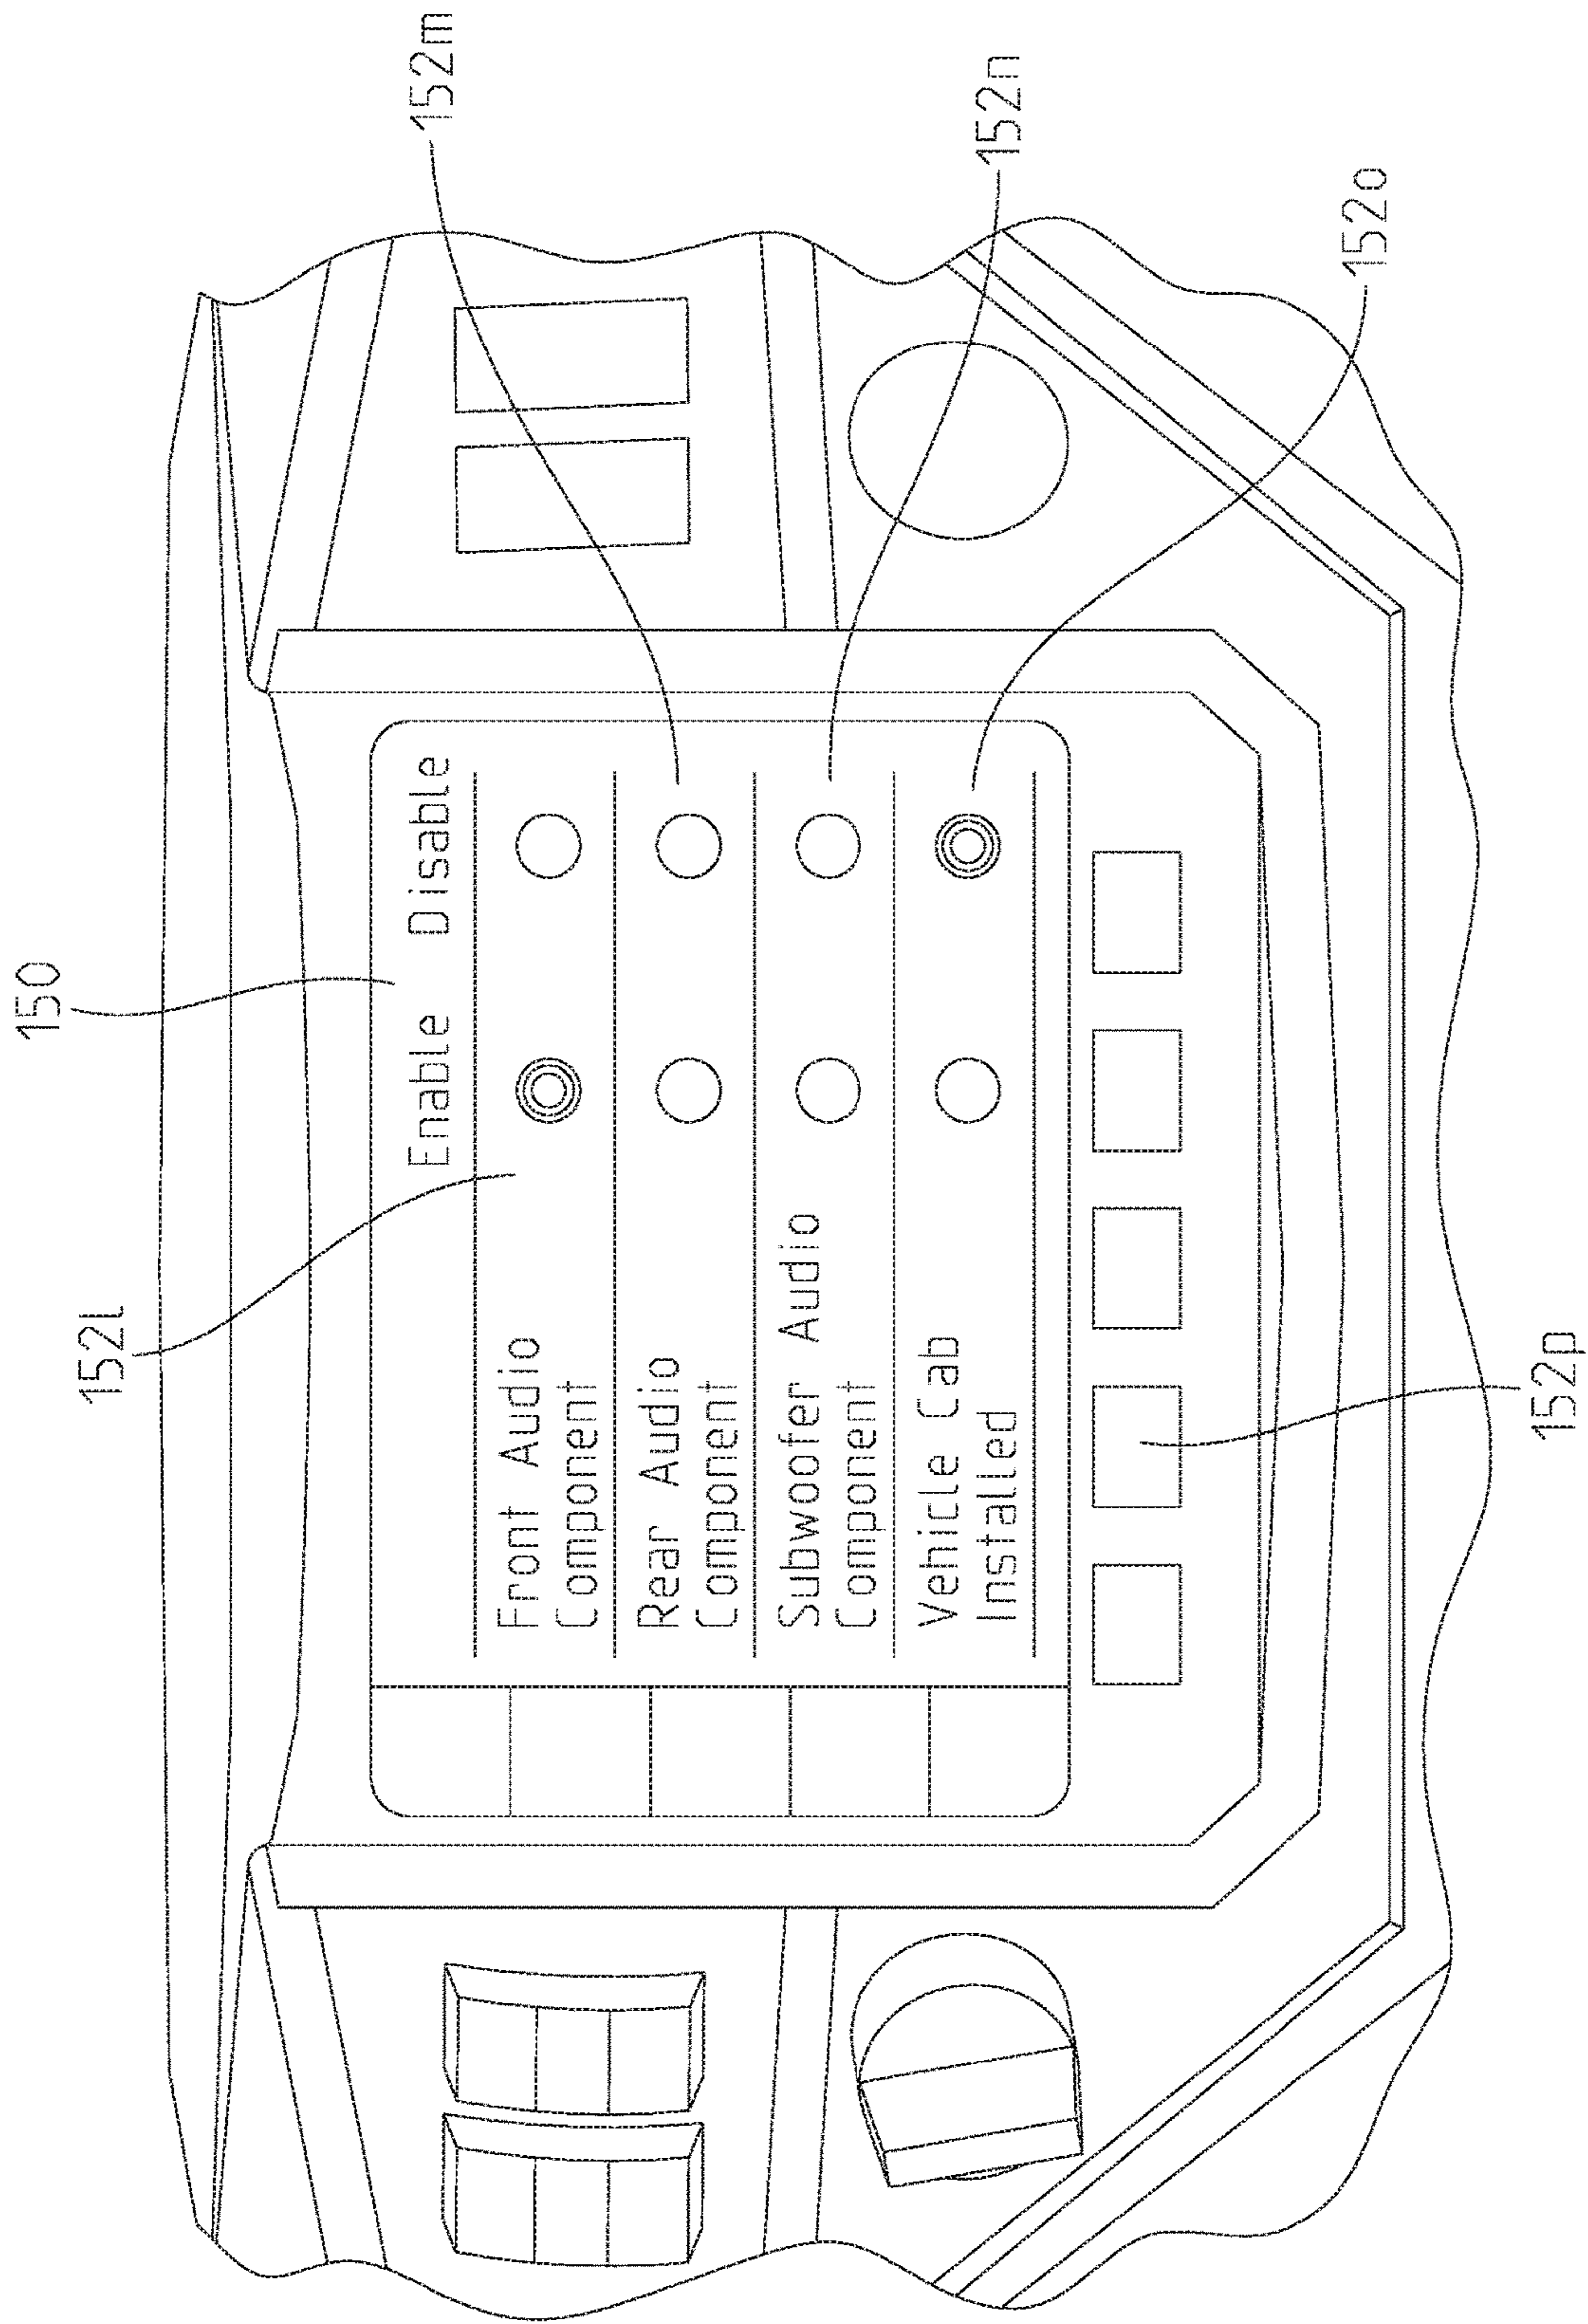 150
152l
152m
152n
152o
152p
Enable Disable
Front Audio
Component
Rear Audio
Component
Subwoofer Audio
Component
Vehicle Cab
Installed